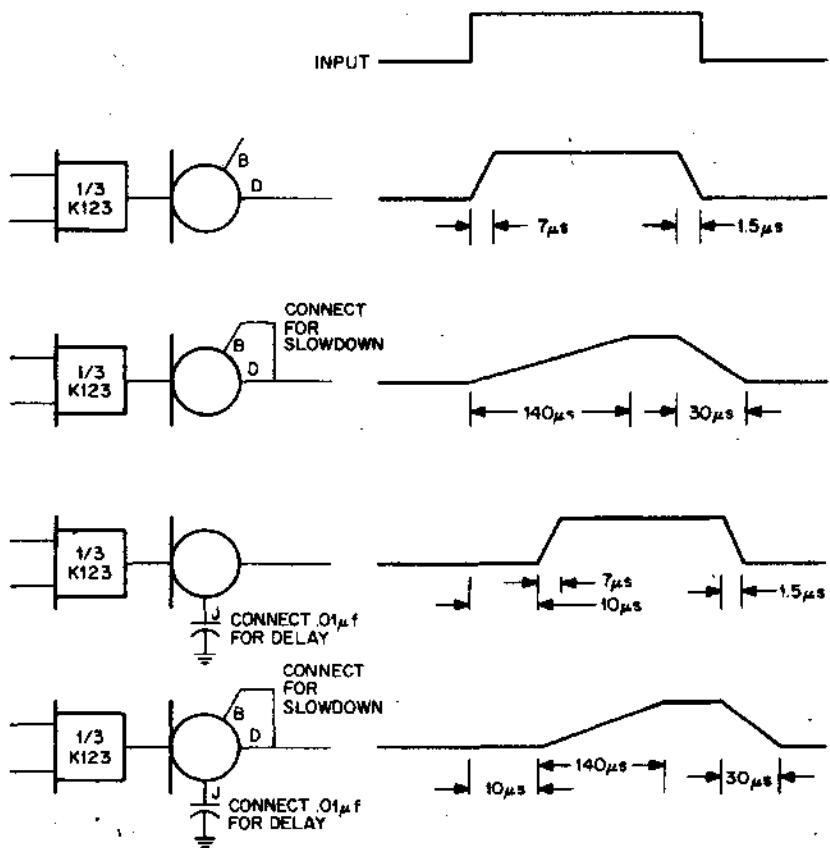 INPUT
1/3
K123
B
D
7µs
1.5µs
CONNECT
FOR
SLOWDOWN
1/3
K123
B
D
140µs
30µs
1/3
K123
J
CONNECT .01µf
FOR DELAY
7µs
10µs
1.5µs
CONNECT
FOR
SLOWDOWN
1/3
K123
B
D
J
CONNECT .01µf
FOR DELAY
140µs
10µs
30µs